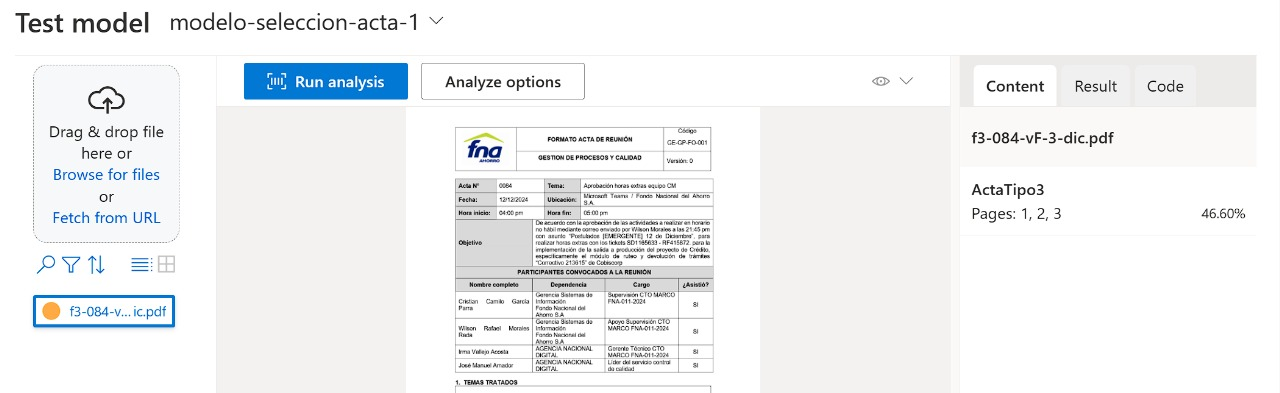 Test model modelo-seleccion-acta-1
Drag & drop file
here or
Browse for files
or
Fetch from URL
f3-084-v... ic.pdf
Run analysis
Analyze options
fna
AHORRO
FORMATO ACTA DE REUNIÓN
GESTION DE PROCESOS Y CALIDAD
Código
GE-GP-FO-001
Versión: 0
Acta N° 0084 Tema: Aprobación horas extras equipo CM
Fecha: 12/12/2024 Ubicación: Microsoft Teams / Fondo Nacional del Ahorro S.A.
Hora inicio: 04:00 pm Hora fin: 05:00 pm
Objetivo
De acuerdo con la aprobación de las actividades a realizar en horario
no hábil mediante correo enviado por Wilson Morales a las 21:45 pm
con asunto "Postulados [EMERGENTE] 12 de Diciembre", para
realizar horas extras con los tickets SD1165633 - RF415872, para la
implementación de la salida a producción del proyecto de Crédito,
específicamente el módulo de ruteo y devolución de trámites
"Correctivo 213615" de Cobiscorp
PARTICIPANTES CONVOCADOS A LA REUNIÓN
Nombre completo Dependencia Cargo ¿Asistió?
Cristian Camilo García Parra
Gerencia Sistemas de
Información
Fondo Nacional del
Ahorro S.A
Supervisión CTO MARCO
FNA-011-2024
SI
Wilson Rafael Morales Rada
Gerencia Sistemas de
Información
Fondo Nacional del
Ahorro S.A
Apoyo Supervisión CTO
MARCO FNA-011-2024
SI
Irma Vallejo Acosta
AGENCIA NACIONAL
DIGITAL
Gerente Técnico CTO
MARCO FNA-011-2024
SI
José Manuel Amador
AGENCIA NACIONAL
DIGITAL
Líder del servicio control
de calidad
SI
1. TEMAS TRATADOS
Content Result Code
f3-084-vF-3-dic.pdf
ActaTipo3
Pages: 1, 2, 3 46.60%